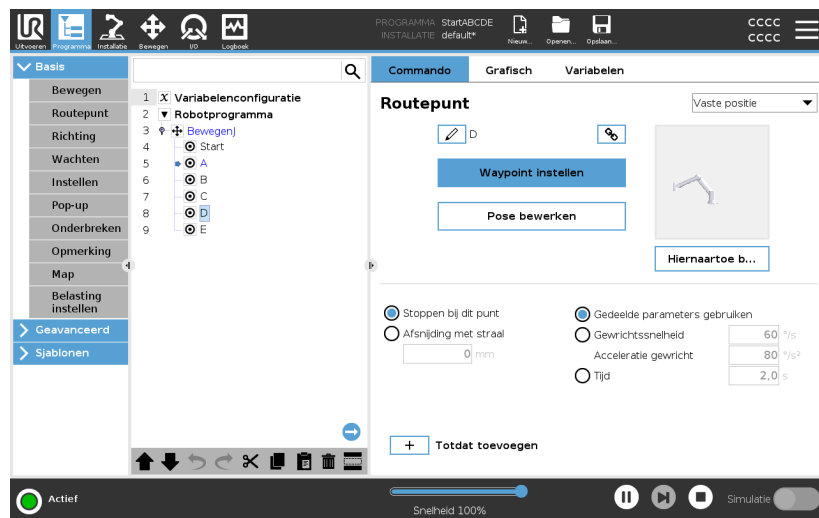 PROGRAMMA StartABCDE
INSTALLATIE default*
Uitvoeren Programma Installatie Bewegen I/O Logboek
Nieuw... Openen... Opslaan...
cccc
cccc
Basis
Bewegen
Routepunt
Richting
Wachten
Instellen
Pop-up
Onderbreken
Opmerking
Map
Belasting
instellen
Geavanceerd
Sjablonen
1 X Variabelenconfiguratie
2 Robotprogramma
3 BewegenJ
4 Start
5 A
6 B
7 C
8 D
9 E
Commando Grafisch Variabelen
Routepunt
Vaste positie
D
Waypoint instellen
Pose bewerken
Hiernaartoe b...
Stoppen bij dit punt
Afsnijding met straal
0 mm
Gedeelde parameters gebruiken
Gewrichtssnelheid 60 °/s
Acceleratie gewricht 80 °/s²
Tijd 2,0 s
+ Totdat toevoegen
Actief
Snelheid 100%
Simulatie